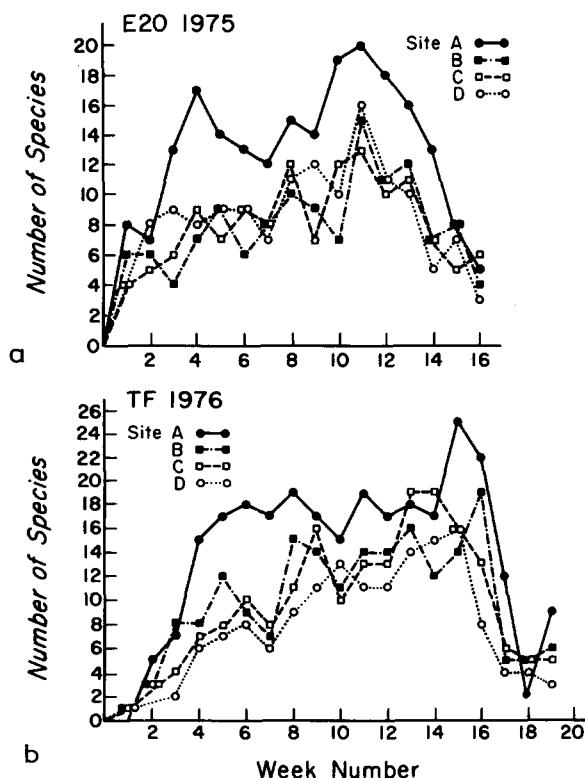 a
E20 1975
Number of Species
20
18
16
14
12
10
8
6
4
2
0
Site A
B
C
D
2 4 6 8 10 12 14 16
b
TF 1976
Number of Species
26
24
22
20
18
16
14
12
10
8
6
4
2
0
Site A
B
C
D
2 4 6 8 10 12 14 16 18 20
Week Number